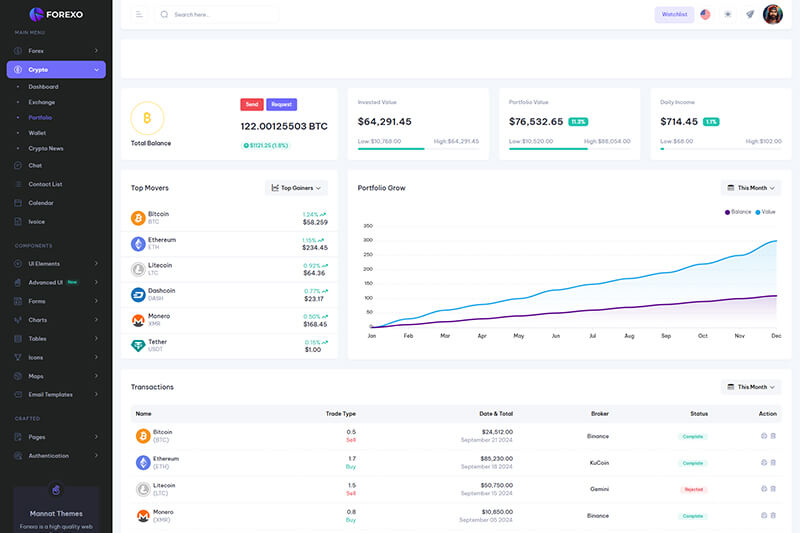 FOREXO
Search here...
Watchlist
MAIN MENU
Forex
Crypto
Dashboard
Exchange
Portfolio
Wallet
Crypto News
Chat
Contact List
Calendar
Ivoice
COMPONENTS
UI Elements
Advanced UI New
Forms
Charts
Tables
Icons
Maps
Email Templates
CRAFTED
Pages
Authentication
Mannat Themes
Forexo is a high quality web
Total Balance
Send Request
122.00125503 BTC
$1121.25 (1.8%)
Invested Value
$64,291.45
Low:$10,768.00 High:$64,291.45
Portfolio Value
$76,532.65 11.3%
Low:$10,520.00 High:$88,054.00
Daily Income
$714.45 1.1%
Low:$68.00 High:$102.00
Top Movers
Top Gainers
Bitcoin 1.24%
BTC $58,259
Ethereum 1.15%
ETH $234.45
Litecoin 0.92%
LTC $64.36
Dashcoin 0.77%
DASH $23.17
Monero 0.50%
XMR $168.45
Tether 0.15%
USDT $1.00
Portfolio Grow
This Month
Balance Value
350
300
250
200
150
100
50
0
Jan Feb Mar Apr May Jun Jul Aug Sep Oct Nov Dec
Transactions
This Month
Name Trade Type Date & Total Broker Status Action
Bitcoin 0.5 $24,512.00 Binance Complete
(BTC) Sell September 21 2024
Ethereum 1.7 $85,230.00 KuCoin Complete
(ETH) Buy September 18 2024
Litecoin 1.5 $50,750.00 Gemini Rejected
(LTC) Sell September 15 2024
Monero 0.8 $10,650.00 Binance Complete
(XMR) Buy September 05 2024